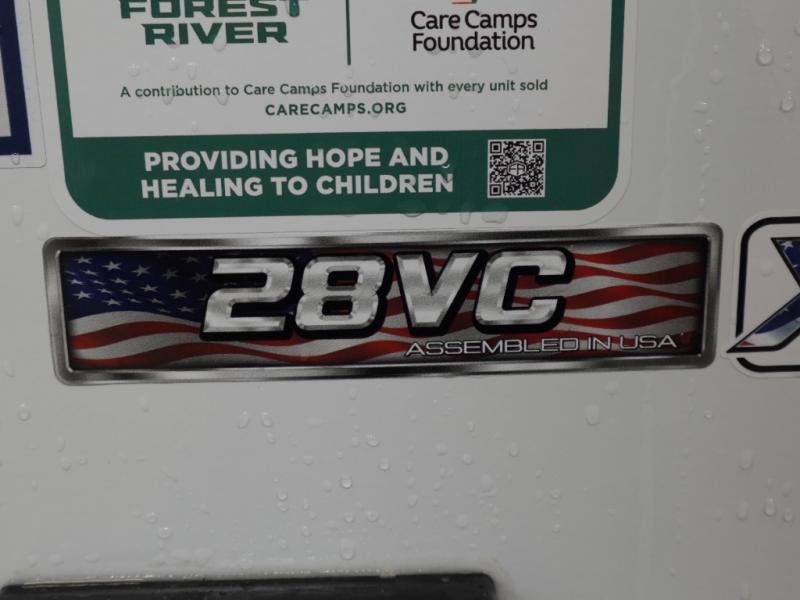 FOREST
RIVER
Care Camps
Foundation
A contribution to Care Camps Foundation with every unit sold
CARECAMPS.ORG
PROVIDING HOPE AND
HEALING TO CHILDREN
FR
28VC
ASSEMBLED IN USA
X